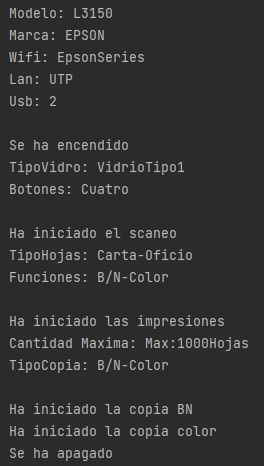 Modelo: L3150
Marca: EPSON
Wifi: EpsonSeries
Lan: UTP
Usb: 2
Se ha encendido
TipoVidro: VidrioTipo1
Botones: Cuatro
Ha iniciado el scaneo
TipoHojas: Carta-Oficio
Funciones: B/N-Color
Ha iniciado las impresiones
Cantidad Maxima: Max:1000Hojas
TipoCopia: B/N-Color
Ha iniciado la copia BN
Ha iniciado la copia color
Se ha apagado